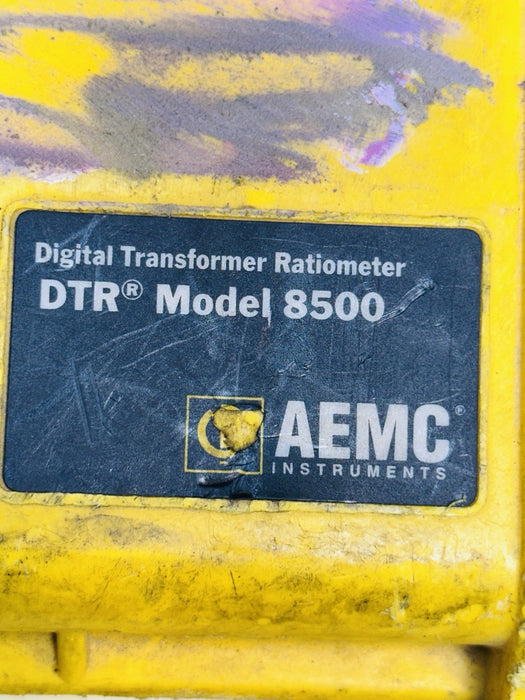 Digital Transformer Ratiometer
DTR® Model 8500
AEMC®
INSTRUMENTS